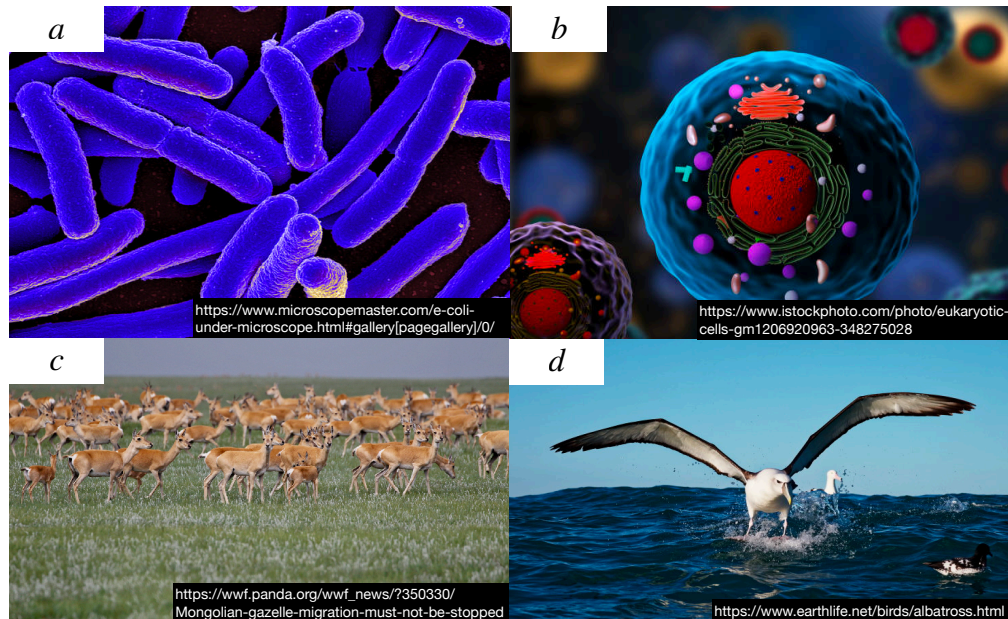 a
b
https://www.microscopemaster.com/e-coli-
under-microscope.html#gallery[pagegallery]/0/
https://www.istockphoto.com/photo/eukaryotic-
cells-gm1206920963-348275028
c
d
https://wwf.panda.org/wwf_news/?350330/
Mongolian-gazelle-migration-must-not-be-stopped
https://www.earthlife.net/birds/albatross.html